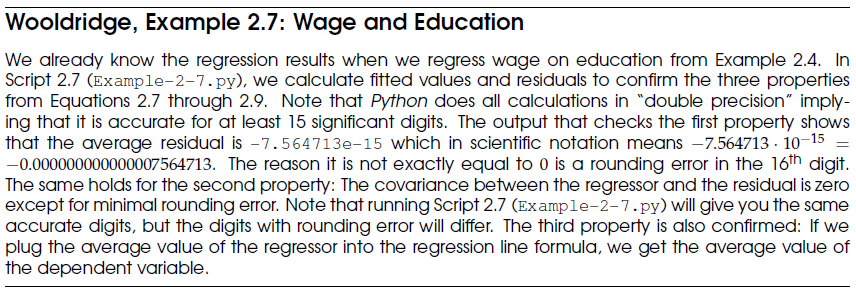 Wooldridge, Example 2.7: Wage and Education
We already know the regression results when we regress wage on education from Example 2.4. In
Script 2.7 (Example-2-7.py), we calculate fitted values and residuals to confirm the three properties
from Equations 2.7 through 2.9. Note that Python does all calculations in “double precision” imply-
ing that it is accurate for at least 15 significant digits. The output that checks the first property shows
that the average residual is -7.564713e-15 which in scientific notation means −7.564713 · 10⁻¹⁵ =
−0.000000000000007564713. The reason it is not exactly equal to 0 is a rounding error in the 16ᵗʰ digit.
The same holds for the second property: The covariance between the regressor and the residual is zero
except for minimal rounding error. Note that running Script 2.7 (Example-2-7.py) will give you the same
accurate digits, but the digits with rounding error will differ. The third property is also confirmed: If we
plug the average value of the regressor into the regression line formula, we get the average value of
the dependent variable.